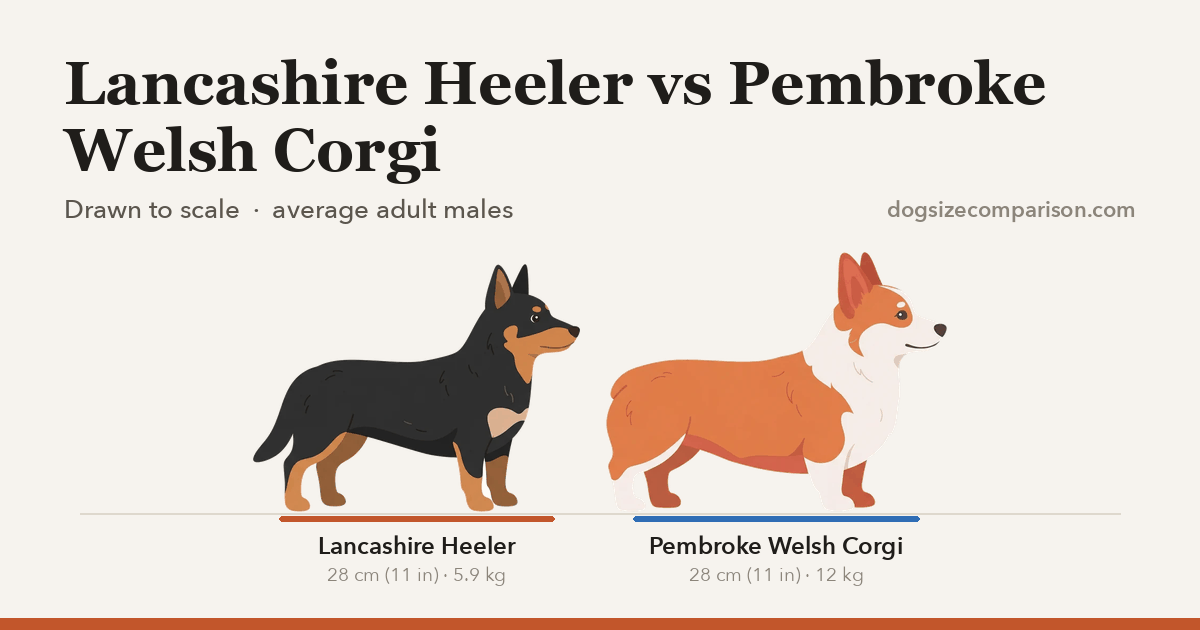 Lancashire Heeler vs Pembroke
Welsh Corgi
Drawn to scale · average adult males
dogsizecomparison.com
Lancashire Heeler
28 cm (11 in) · 5.9 kg
Pembroke Welsh Corgi
28 cm (11 in) · 12 kg